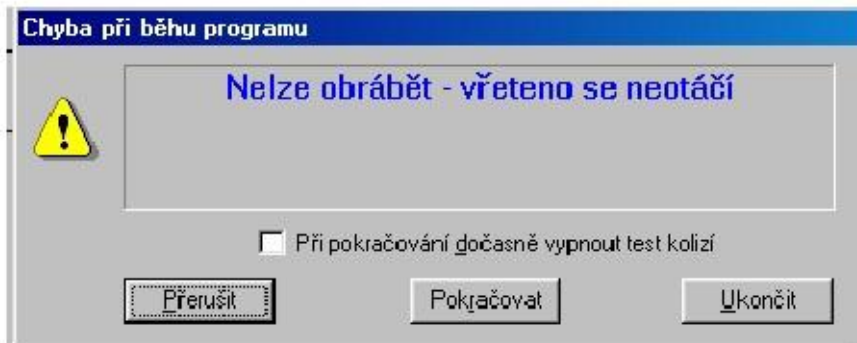 Chyba při běhu programu
Nelze obrábět - vřeteno se neotáčí
Při pokračování dočasně vypnout test kolizí
Přerušit Pokračovat Ukončit